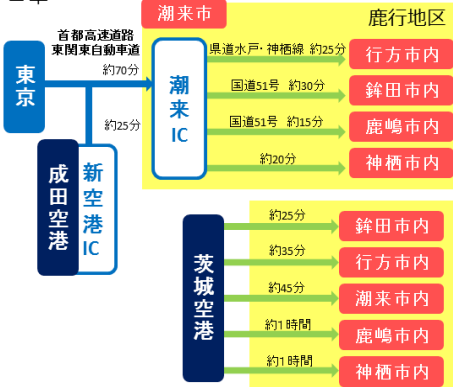 潮来市
鹿行地区
首都高速道路
東関東自動車道
東京
約70分
約25分
成田空港
新空港IC
潮来IC
県道水戸・神栖線 約25分
行方市内
国道51号 約30分
鉾田市内
国道51号 約15分
鹿嶋市内
約20分
神栖市内
茨城空港
約25分
鉾田市内
約35分
行方市内
約45分
潮来市内
約1時間
鹿嶋市内
約1時間
神栖市内